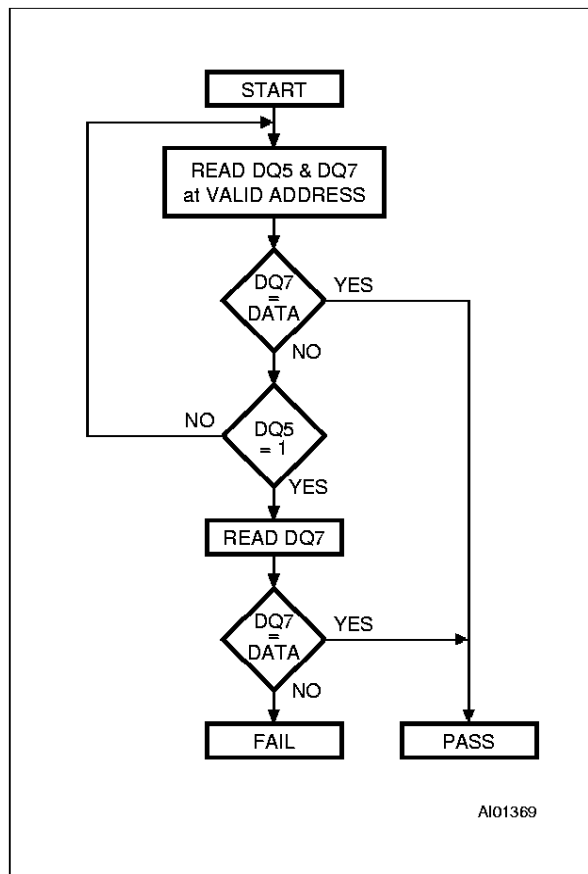 START
READ DQ5 & DQ7
at VALID ADDRESS
DQ7
=
DATA
YES
NO
DQ5
= 1
NO
YES
READ DQ7
DQ7
=
DATA
YES
NO
FAIL
PASS
AI01369